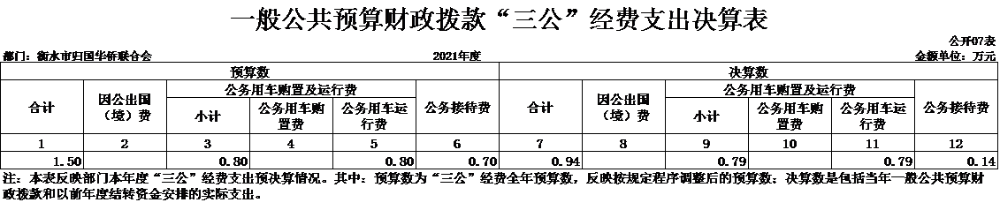 一般公共预算财政拨款“三公”经费支出决算表
公开07表
部门：衡水市归国华侨联合会 2021年度 金额单位：万元
预算数 决算数
合计 因公出国（境）费 公务用车购置及运行费 公务接待费 合计 因公出国（境）费 公务用车购置及运行费 公务接待费
小计 公务用车购置费 公务用车运行费 小计 公务用车购置费 公务用车运行费
1 2 3 4 5 6 7 8 9 10 11 12
1.50 0.80 0.80 0.70 0.94 0.79 0.79 0.14
注：本表反映部门本年度“三公”经费支出预决算情况。其中：预算数为“三公”经费全年预算数，反映按规定程序调整后的预算数；决算数是包括当年一般公共预算财
政拨款和以前年度结转资金安排的实际支出。